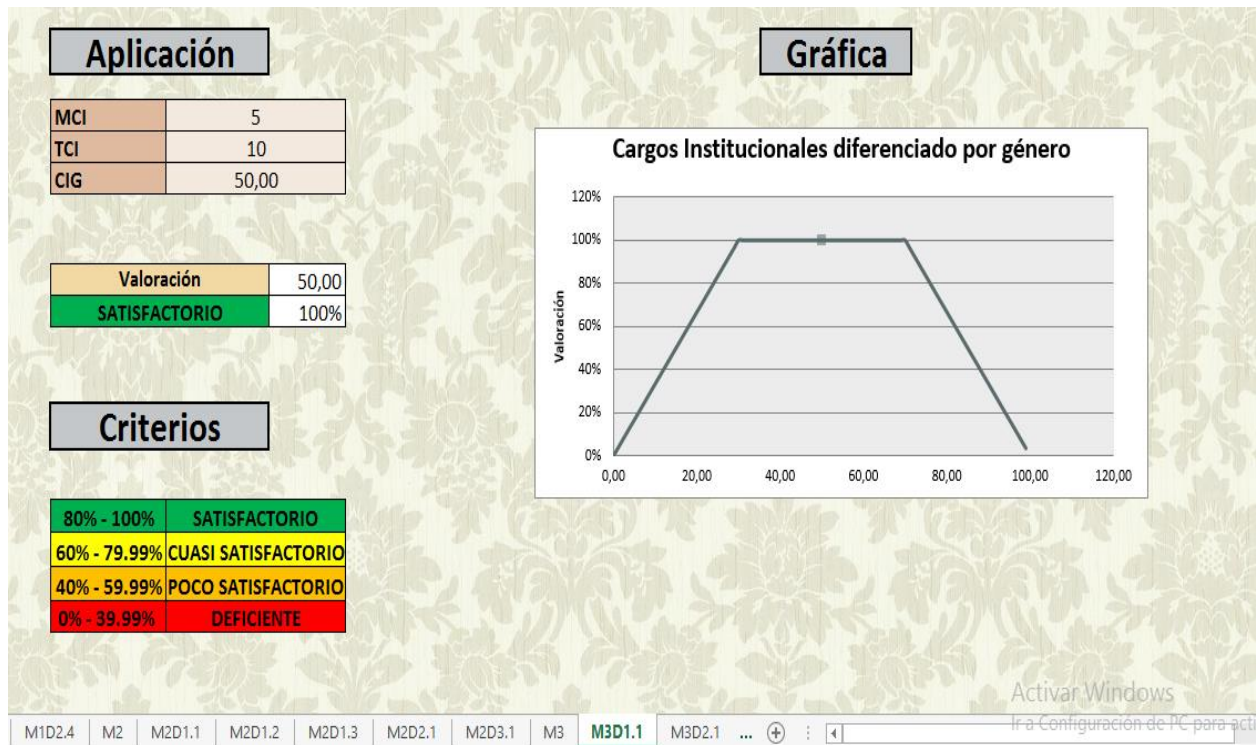 Aplicación
Gráfica
MCI 5
TCI 10
CIG 50,00
Valoración 50,00
SATISFACTORIO 100%
Criterios
80% - 100% SATISFACTORIO
60% - 79.99% CUASI SATISFACTORIO
40% - 59.99% POCO SATISFACTORIO
0% - 39.99% DEFICIENTE
Cargos Institucionales diferenciado por género
Valoración
120%
100%
80%
60%
40%
20%
0%
0,00 20,00 40,00 60,00 80,00 100,00 120,00
Activar Windows
Ir a Configuración de PC para acti
M1D2.4 M2 M2D1.1 M2D1.2 M2D1.3 M2D2.1 M2D3.1 M3 M3D1.1 M3D2.1 ...